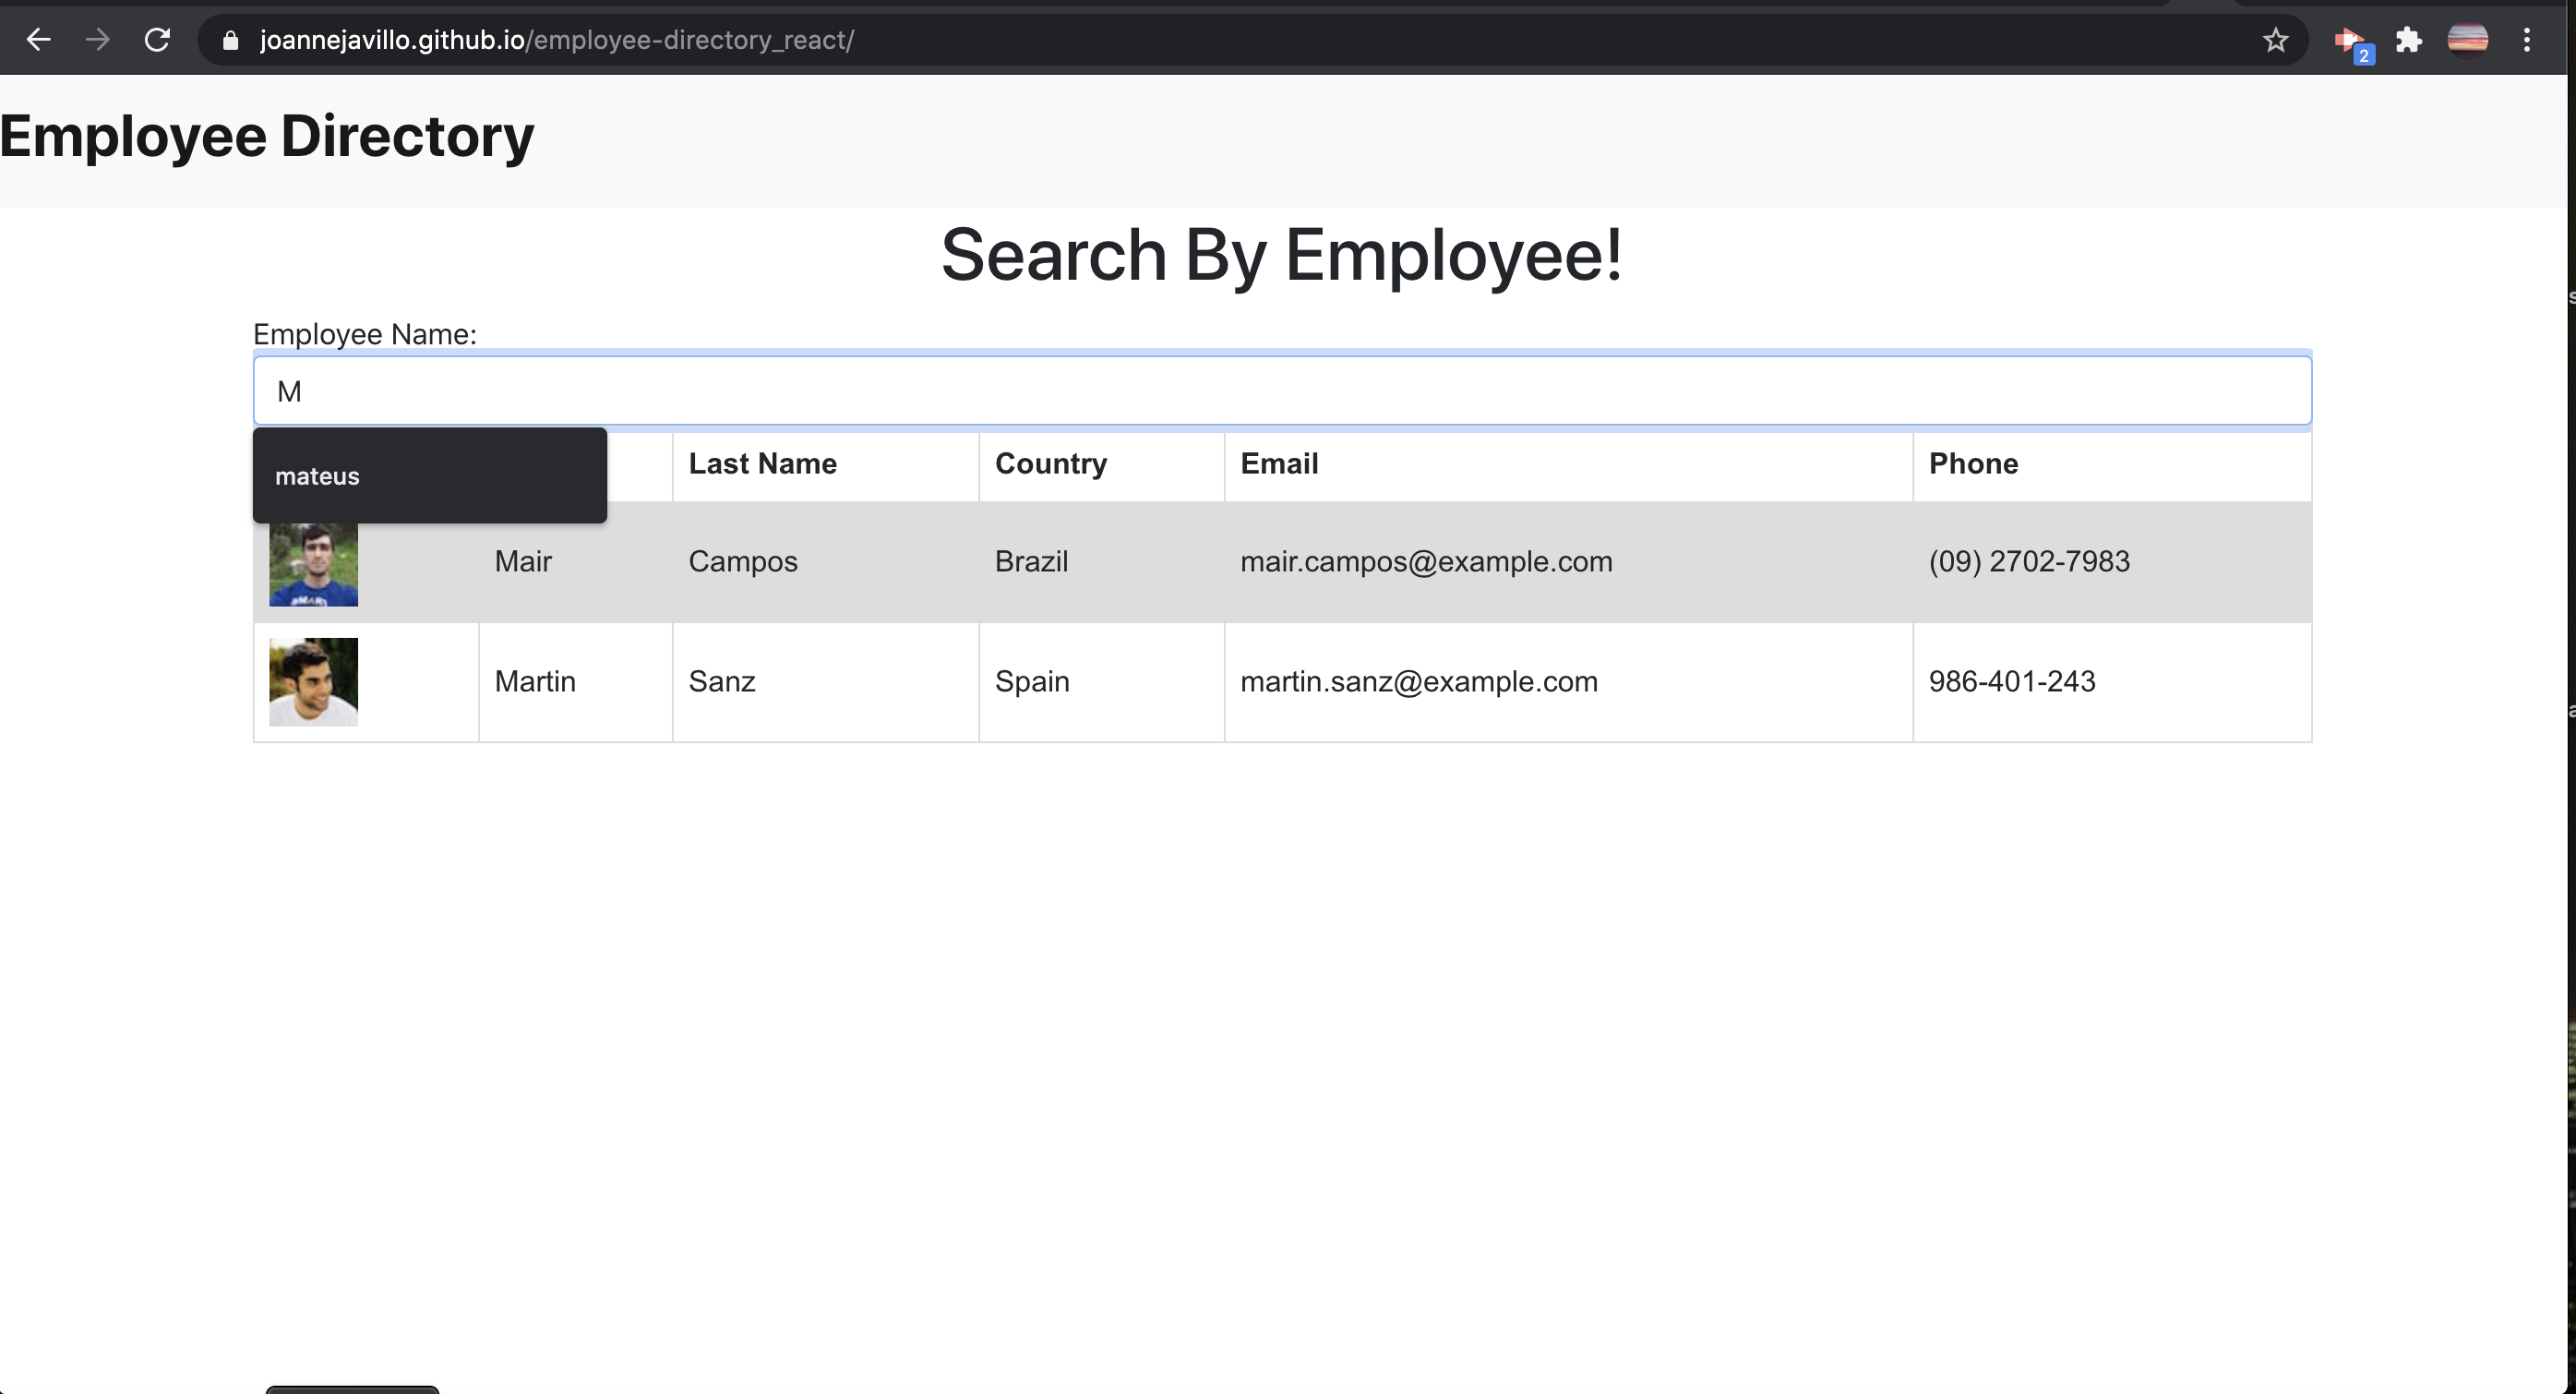 joannejavillo.github.io/employee-directory_react/
2
Employee Directory
Search By Employee!
Employee Name:
M
mateus
Last Name Country Email Phone
Mair Campos Brazil mair.campos@example.com (09) 2702-7983
Martin Sanz Spain martin.sanz@example.com 986-401-243